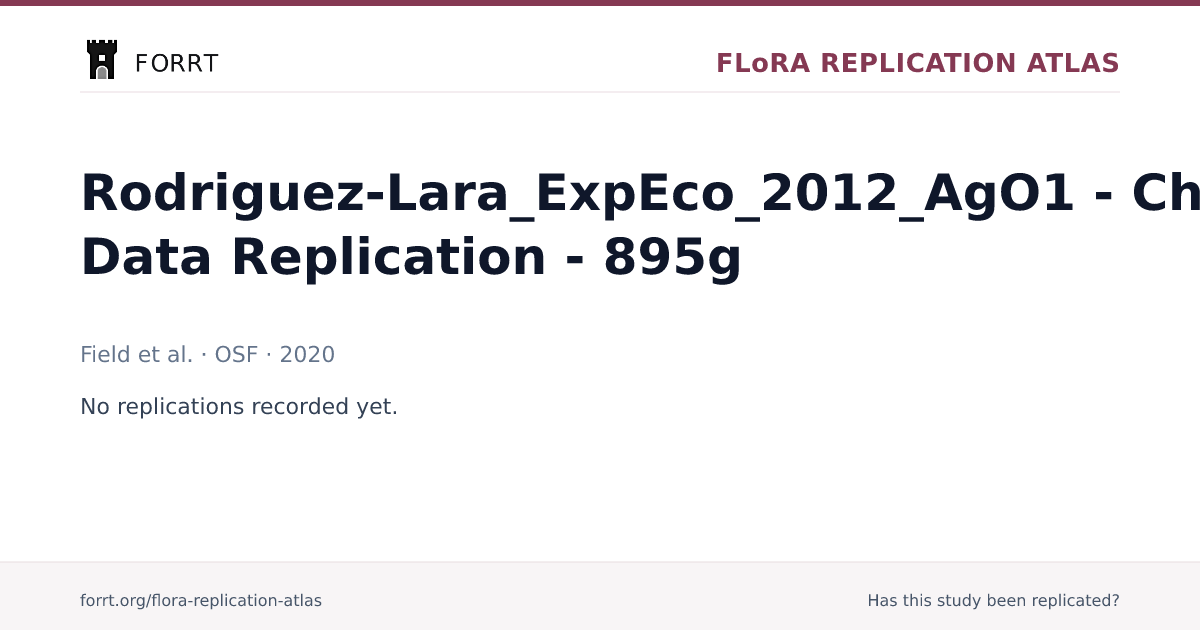 FORRT
FLoRA REPLICATION ATLAS
Rodriguez-Lara_ExpEco_2012_AgO1 - Ch
Data Replication - 895g
Field et al. · OSF · 2020
No replications recorded yet.
forrt.org/flora-replication-atlas
Has this study been replicated?